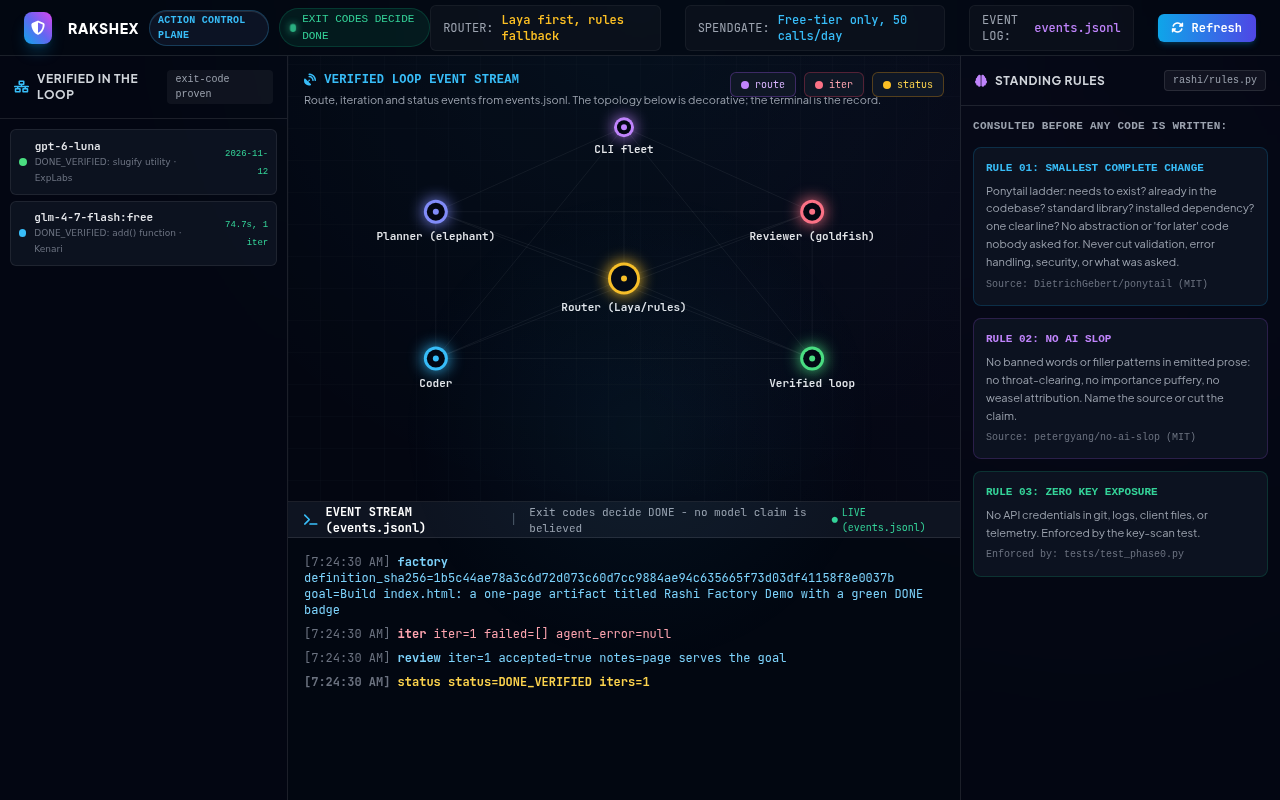 RAKSHEX
ACTION CONTROL
PLANE
EXIT CODES DECIDE
DONE
ROUTER:
Laya first, rules
fallback
SPENDGATE:
Free-tier only, 50
calls/day
EVENT
LOG:
events.jsonl
Refresh
VERIFIED IN THE
LOOP
exit-code
proven
gpt-6-luna
DONE_VERIFIED: slugify utility ·
ExpLabs
2026-11-
12
glm-4-7-flash:free
DONE_VERIFIED: add() function ·
Kenari
74.7s, 1
iter
VERIFIED LOOP EVENT STREAM
Route, iteration and status events from events.jsonl. The topology below is decorative; the terminal is the record.
route
iter
status
CLI fleet
Planner (elephant)
Reviewer (goldfish)
Router (Laya/rules)
Coder
Verified loop
EVENT STREAM
(events.jsonl)
|
Exit codes decide DONE - no model claim is
believed
LIVE
(events.jsonl)
[7:24:30 AM] factory
definition_sha256=1b5c44ae78a3c6d72d073c60d7cc9884ae94c635665f73d03df41158f8e0037b
goal=Build index.html: a one-page artifact titled Rashi Factory Demo with a green DONE
badge
[7:24:30 AM] iter iter=1 failed=[] agent_error=null
[7:24:30 AM] review iter=1 accepted=true notes=page serves the goal
[7:24:30 AM] status status=DONE_VERIFIED iters=1
STANDING RULES
rashi/rules.py
CONSULTED BEFORE ANY CODE IS WRITTEN:
RULE 01: SMALLEST COMPLETE CHANGE
Ponytail ladder: needs to exist? already in the
codebase? standard library? installed dependency?
one clear line? No abstraction or 'for later' code
nobody asked for. Never cut validation, error
handling, security, or what was asked.
Source: DietrichGebert/ponytail (MIT)
RULE 02: NO AI SLOP
No banned words or filler patterns in emitted prose:
no throat-clearing, no importance puffery, no
weasel attribution. Name the source or cut the
claim.
Source: petergyang/no-ai-slop (MIT)
RULE 03: ZERO KEY EXPOSURE
No API credentials in git, logs, client files, or
telemetry. Enforced by the key-scan test.
Enforced by: tests/test_phase0.py